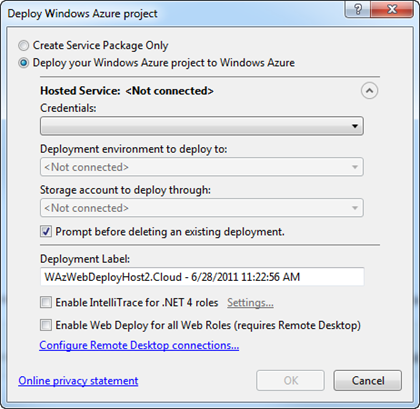 Deploy Windows Azure project
Create Service Package Only
Deploy your Windows Azure project to Windows Azure
Hosted Service: <Not connected>
Credentials:
Deployment environment to deploy to:
<Not connected>
Storage account to deploy through:
<Not connected>
Prompt before deleting an existing deployment.
Deployment Label:
WAzWebDeployHost2.Cloud - 6/28/2011 11:22:56 AM
Enable IntelliTrace for .NET 4 roles Settings...
Enable Web Deploy for all Web Roles (requires Remote Desktop)
Configure Remote Desktop connections...
Online privacy statement OK Cancel